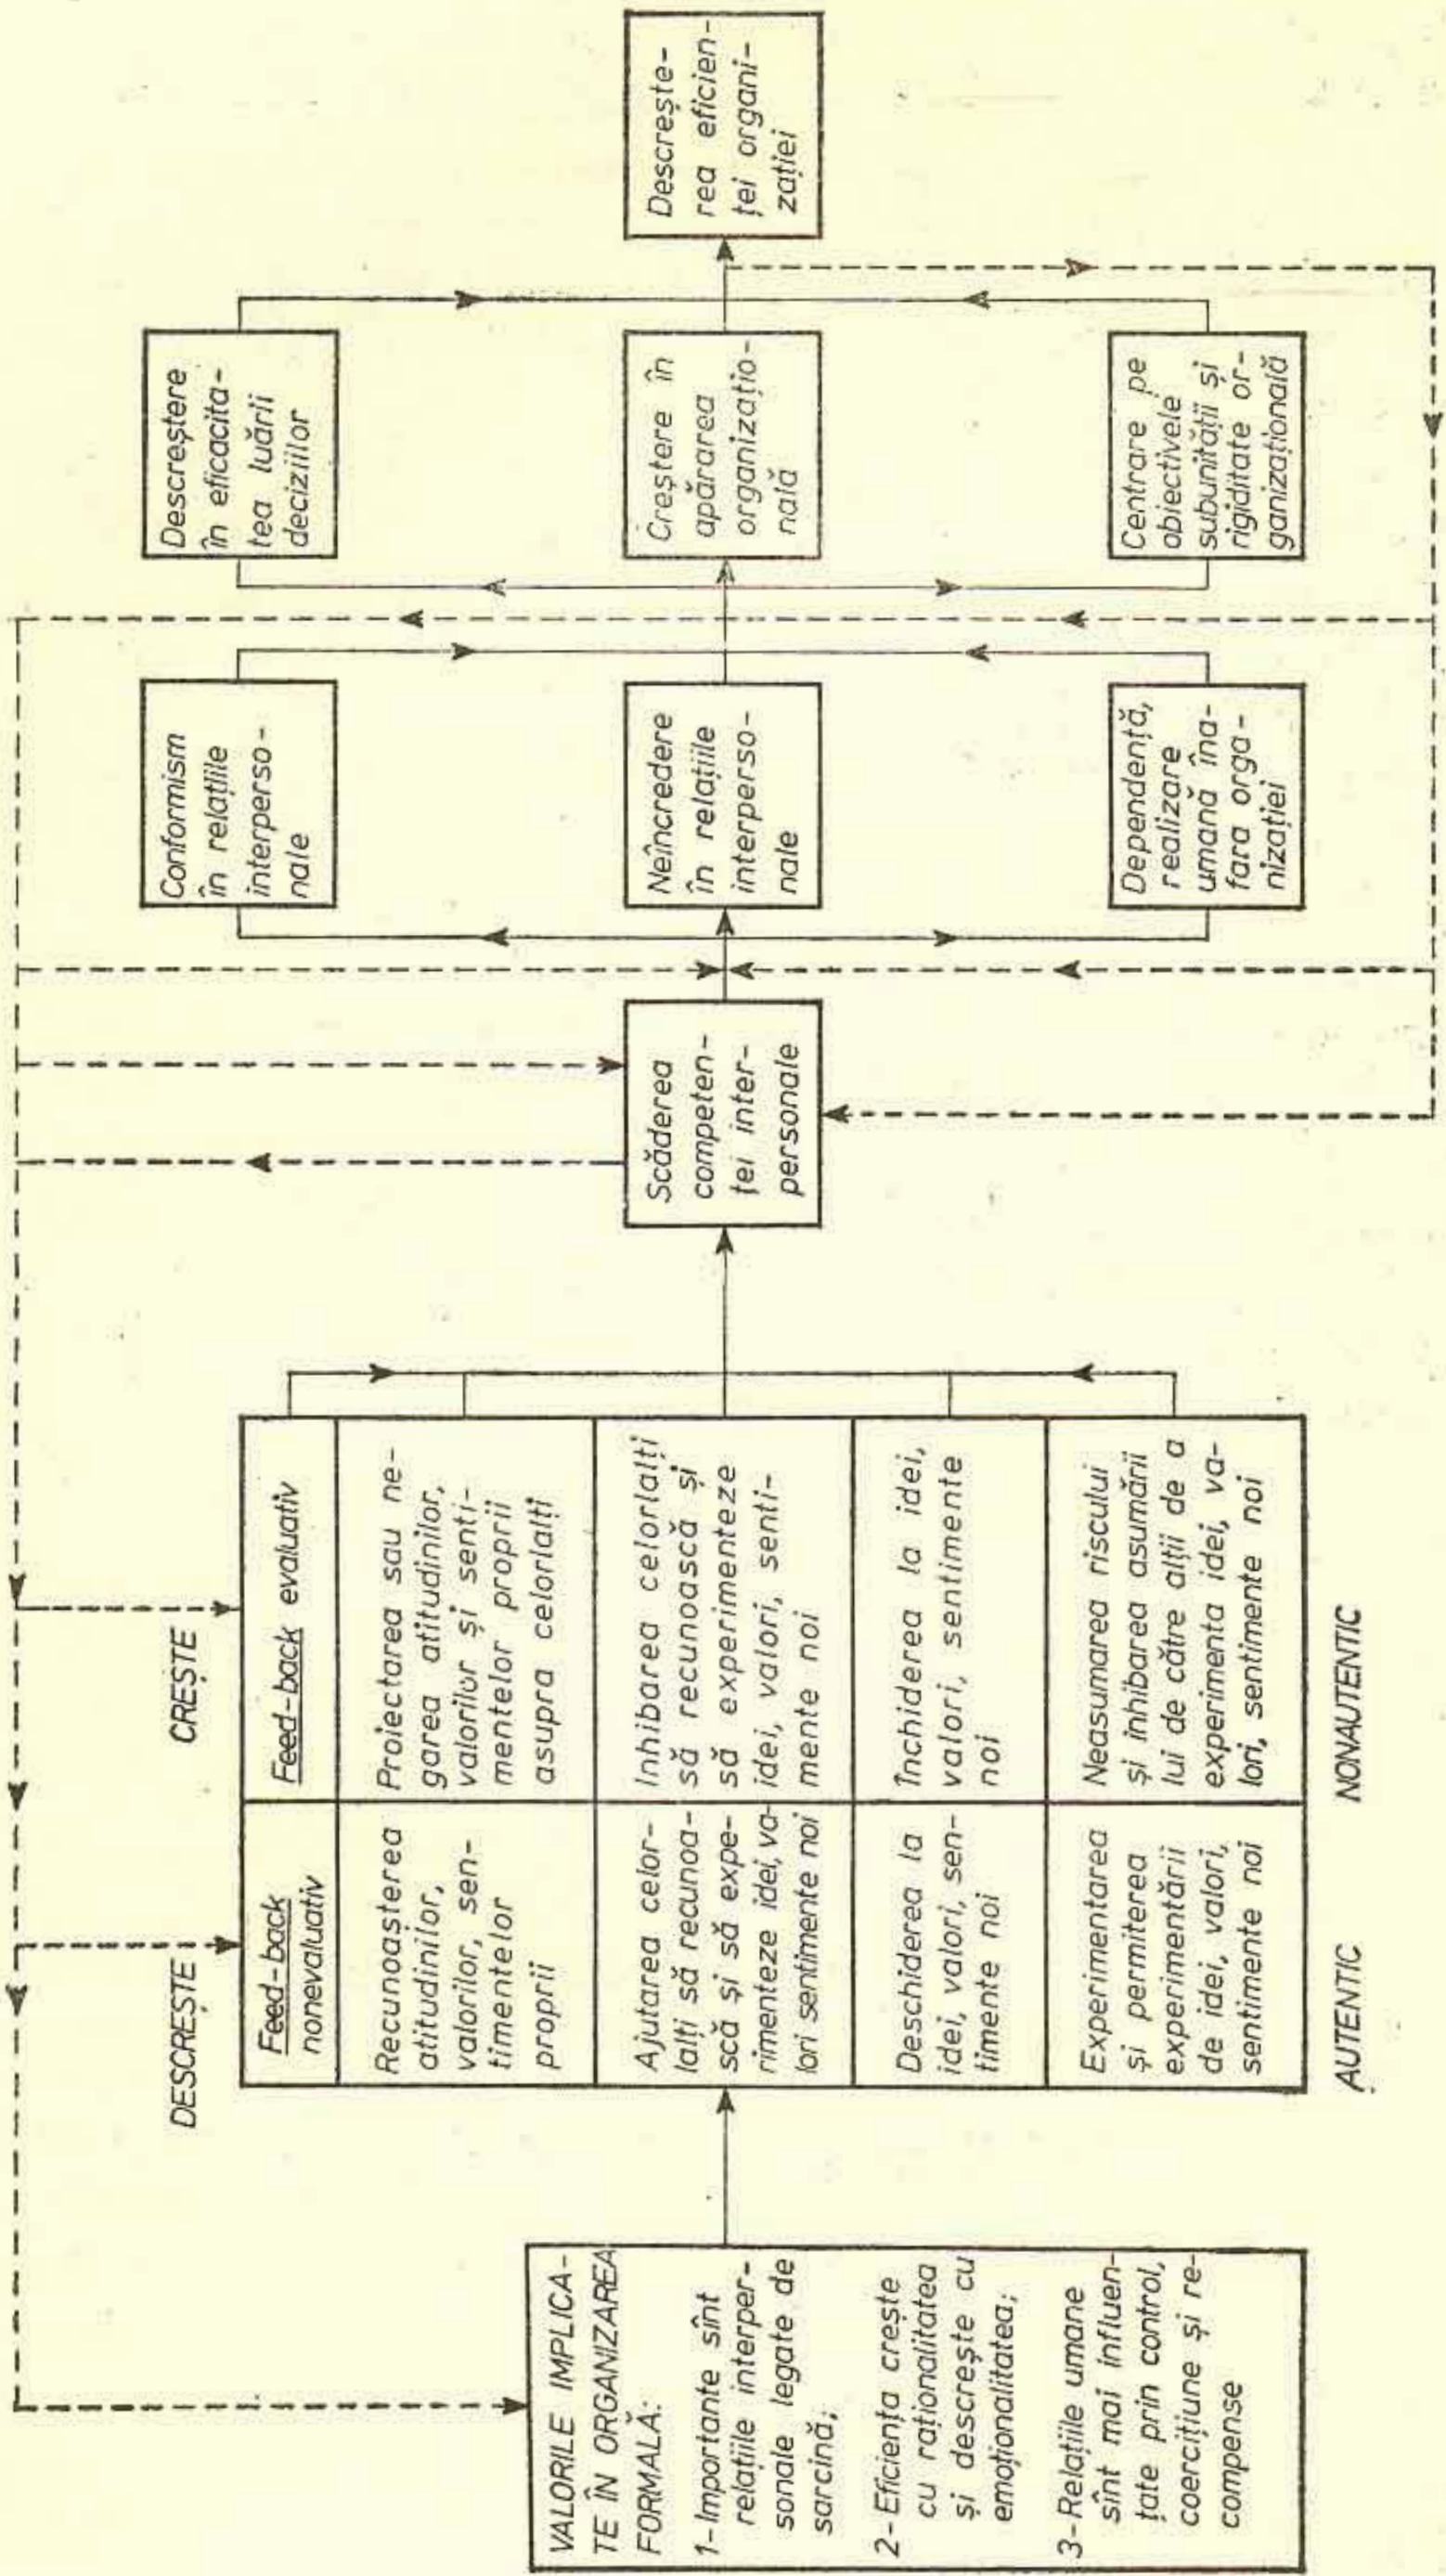 VALORILE IMPLICA-
TE ÎN ORGANIZAREA
FORMALĂ:
1-Importante sînt
relațiile interper-
sonale legate de
sarcină;
2-Eficiența crește
cu raționalitatea
și descrește cu
emoționalitatea;
3-Relațiile umane
sînt mai influen-
țate prin control,
coercițiune și re-
compense
DESCREȘTE
CREȘTE
Feed-back
nonevaluativ
Feed-back evaluativ
Recunoașterea
atitudinilor,
valorilor, sen-
timentelor
proprii
Proiectarea sau ne-
garea atitudinilor,
valorilor și senti-
mentelor proprii
asupra celorlalți
Ajutarea celor-
lalți să recunoa-
scă și să expe-
rimenteze idei, va-
lori sentimente noi
Inhibarea celorlalți
să recunoască și
să experimenteze
idei, valori, senti-
mente noi
Deschiderea la
idei, valori, sen-
timente noi
Închiderea la idei,
valori, sentimente
noi
Experimentarea
și permiterea
experimentării
de idei, valori,
sentimente noi
Neasumarea riscului
și inhibarea asumării
lui de către alții de a
experimenta idei, va-
lori, sentimente noi
AUTENTIC
NONAUTENTIC
Scăderea
competen-
ței inter-
personale
Conformism
în relațiile
interperso-
nale
Neîncredere
în relațiile
interperso-
nale
Dependență,
realizare
umană îna-
fara orga-
nizației
Descreștere
în eficacita-
tea luării
deciziilor
Creștere în
apărarea
organizațio-
nală
Centrare pe
obiectivele
subunității și
rigiditate or-
ganizațională
Descrește-
rea eficien-
ței organi-
zației